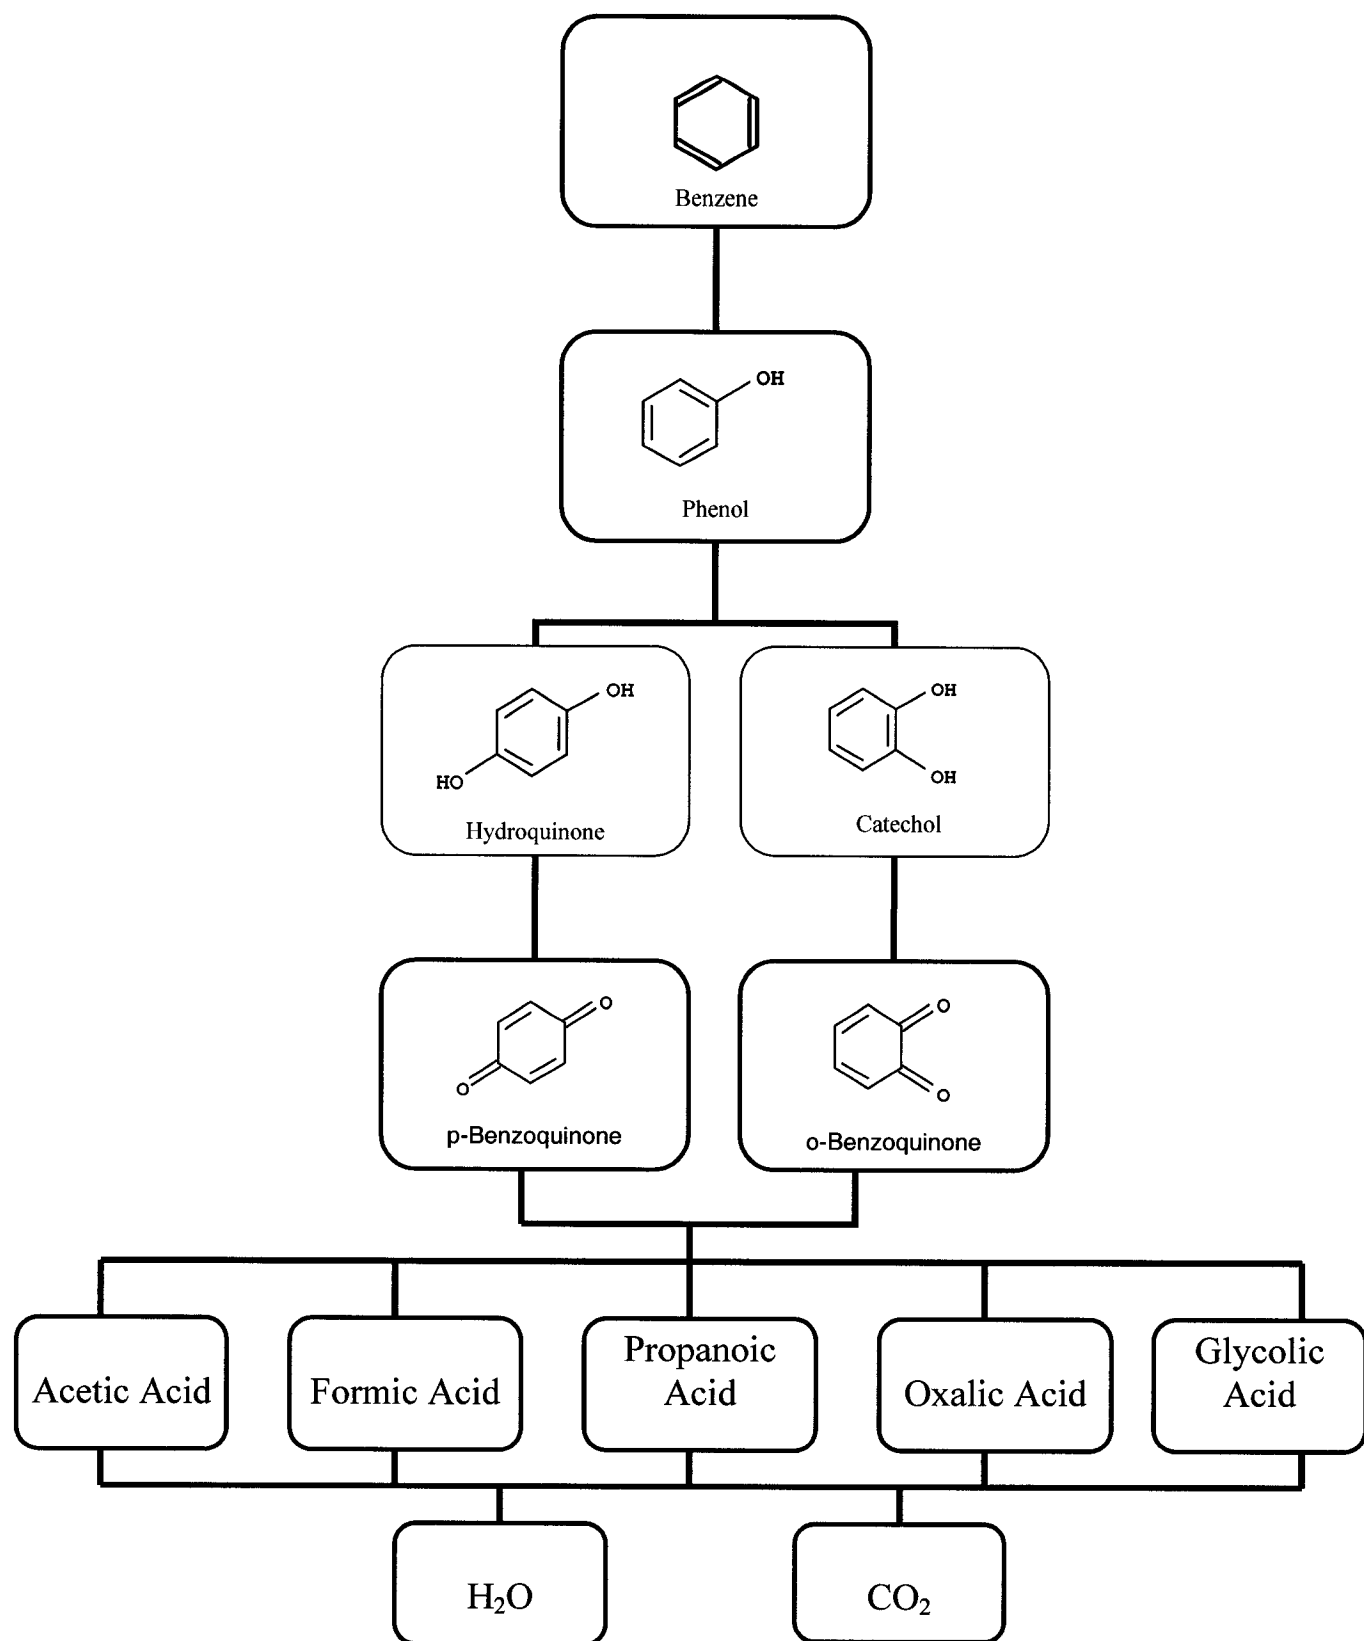 Benzene
OH
Phenol
OH
HO
Hydroquinone
OH
OH
Catechol
O
O
p-Benzoquinone
O
O
o-Benzoquinone
Acetic Acid
Formic Acid
Propanoic
Acid
Oxalic Acid
Glycolic
Acid
H₂O
CO₂